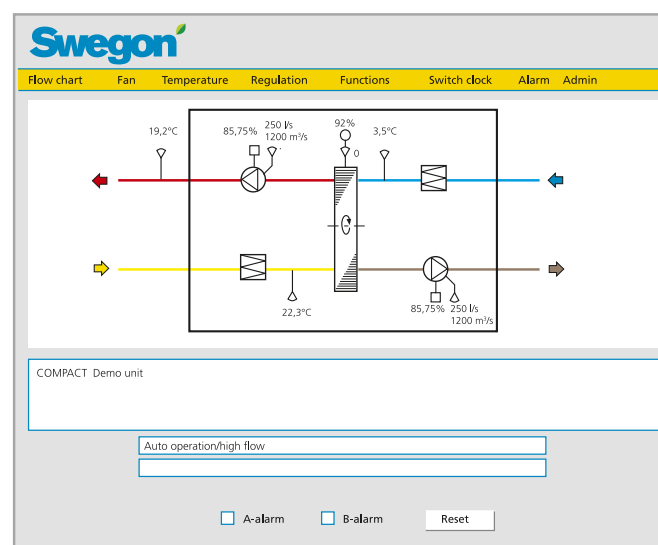 Swegon
Flow chart Fan Temperature Regulation Functions Switch clock Alarm Admin
19,2°C 85,75% 250 l/s 92% 3,5°C
1200 m³/s
0
22,3°C 85,75% 250 l/s
1200 m³/s
COMPACT Demo unit
Auto operation/high flow
A-alarm B-alarm Reset